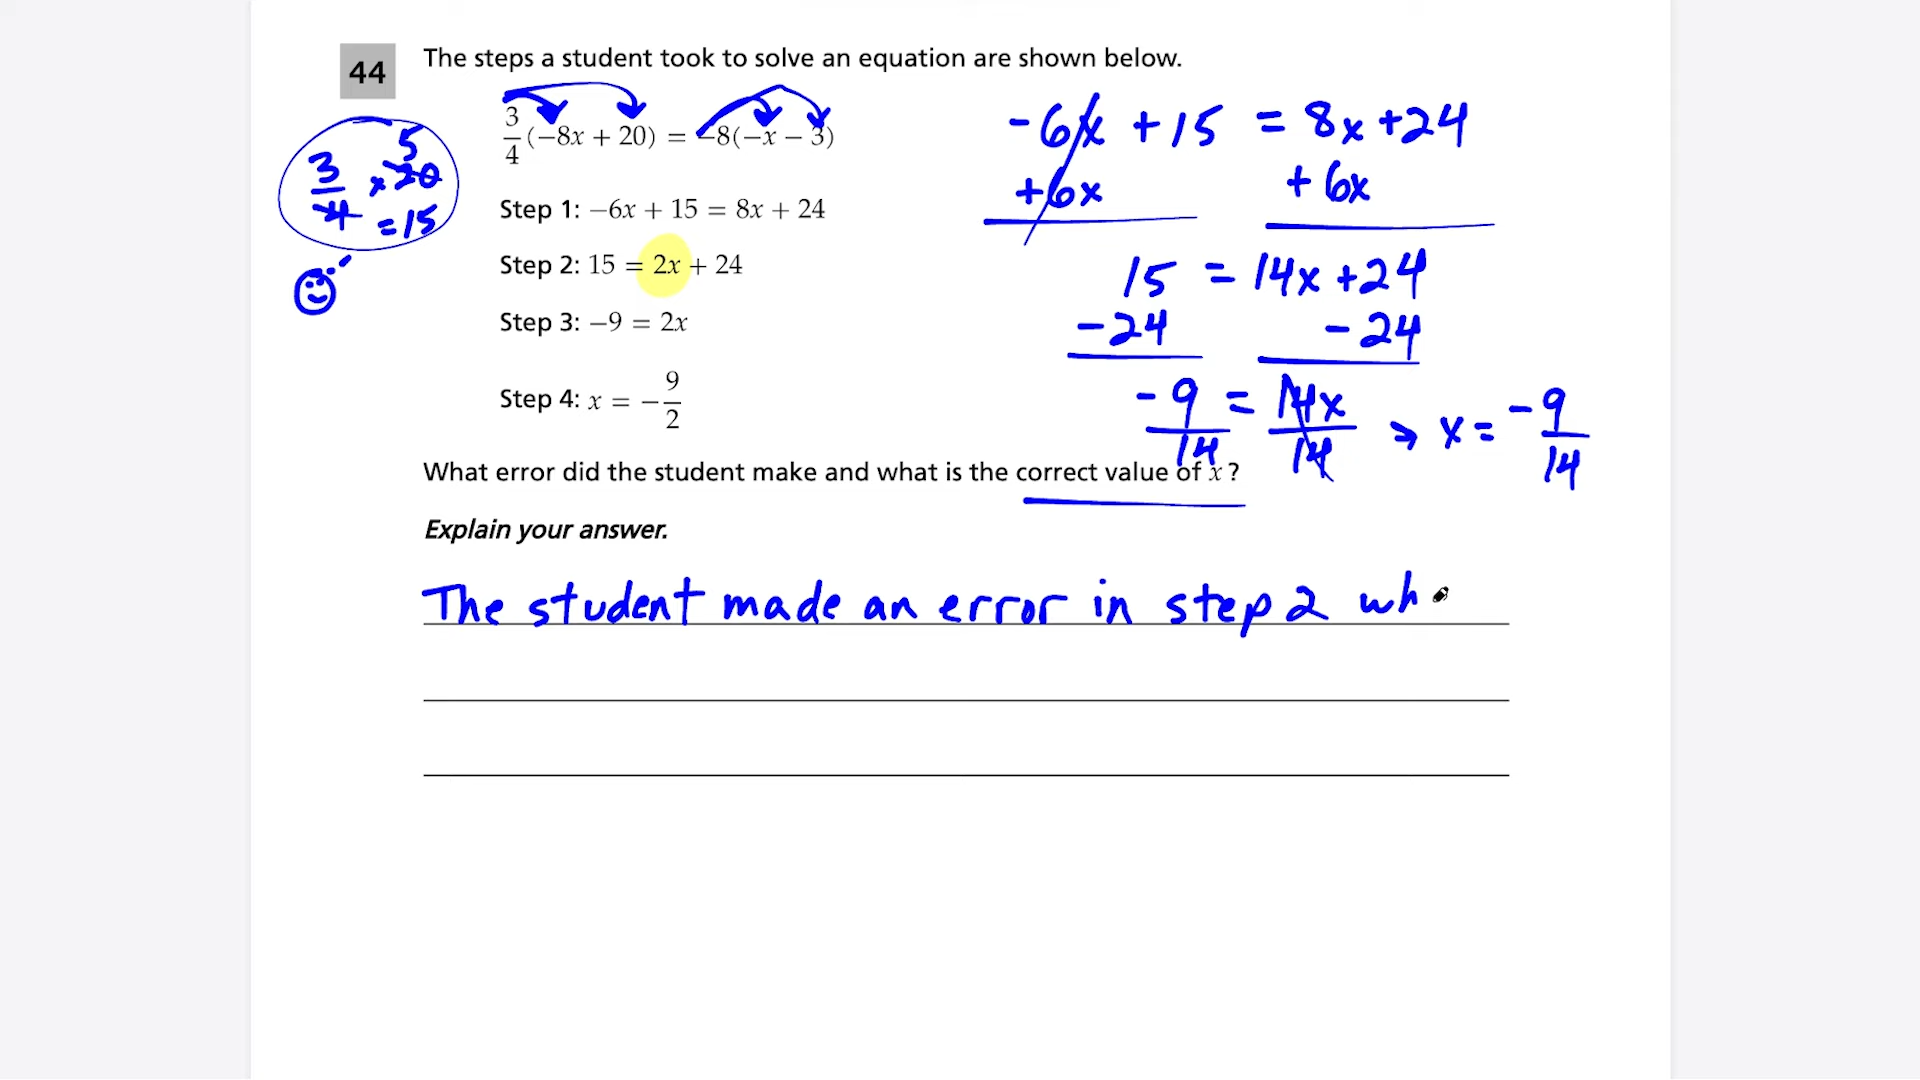 44
The steps a student took to solve an equation are shown below.
3/4(−8x + 20) = −8(−x − 3)
Step 1: −6x + 15 = 8x + 24
Step 2: 15 = 2x + 24
Step 3: −9 = 2x
Step 4: x = −9/2
3/4 × 20
5
= 15
-6x + 15 = 8x + 24
+6x + 6x
15 = 14x + 24
-24 - 24
-9/14 = 14x/14 → x = -9/14
What error did the student make and what is the correct value of x?
Explain your answer.
The student made an error in step 2 wh